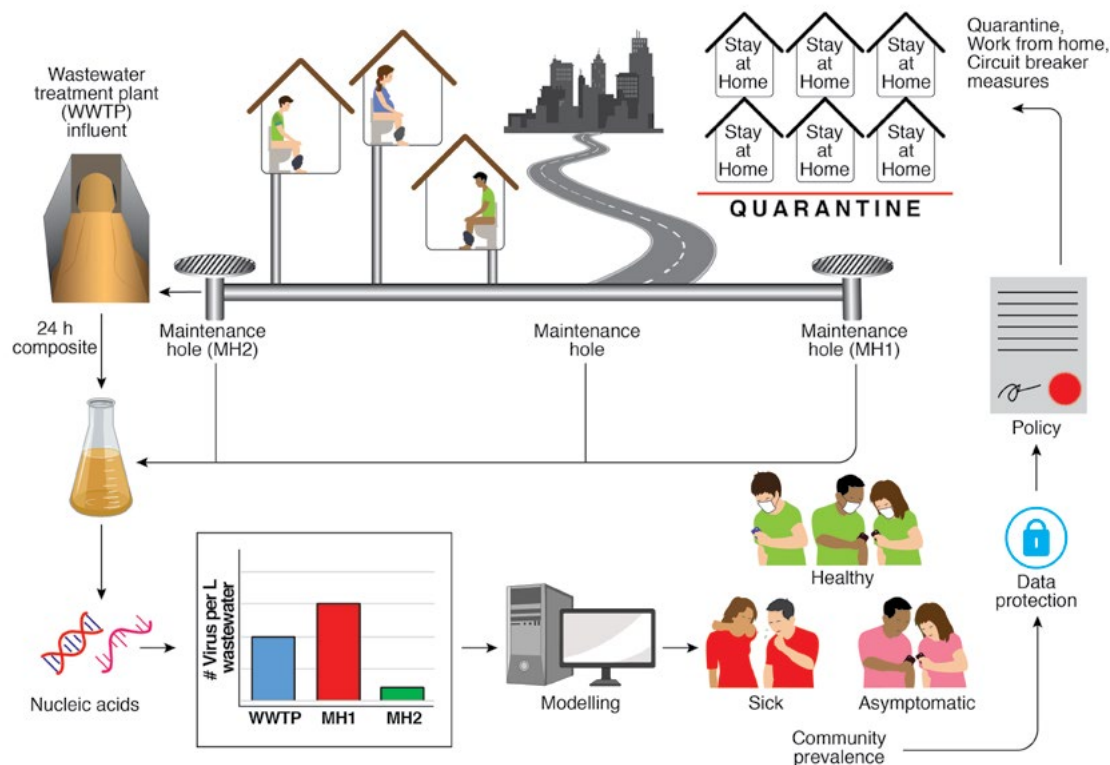 Wastewater
treatment plant
(WWTP)
influent
Stay
at
Home
Stay
at
Home
Stay
at
Home
Stay
at
Home
Stay
at
Home
Stay
at
Home
QUARANTINE
Quarantine,
Work from home,
Circuit breaker
measures
24 h
composite
Maintenance
hole (MH2)
Maintenance
hole
Maintenance
hole (MH1)
Policy
Healthy
Data
protection
# Virus per L
wastewater
WWTP
MH1
MH2
Nucleic acids
Modelling
Sick
Asymptomatic
Community
prevalence